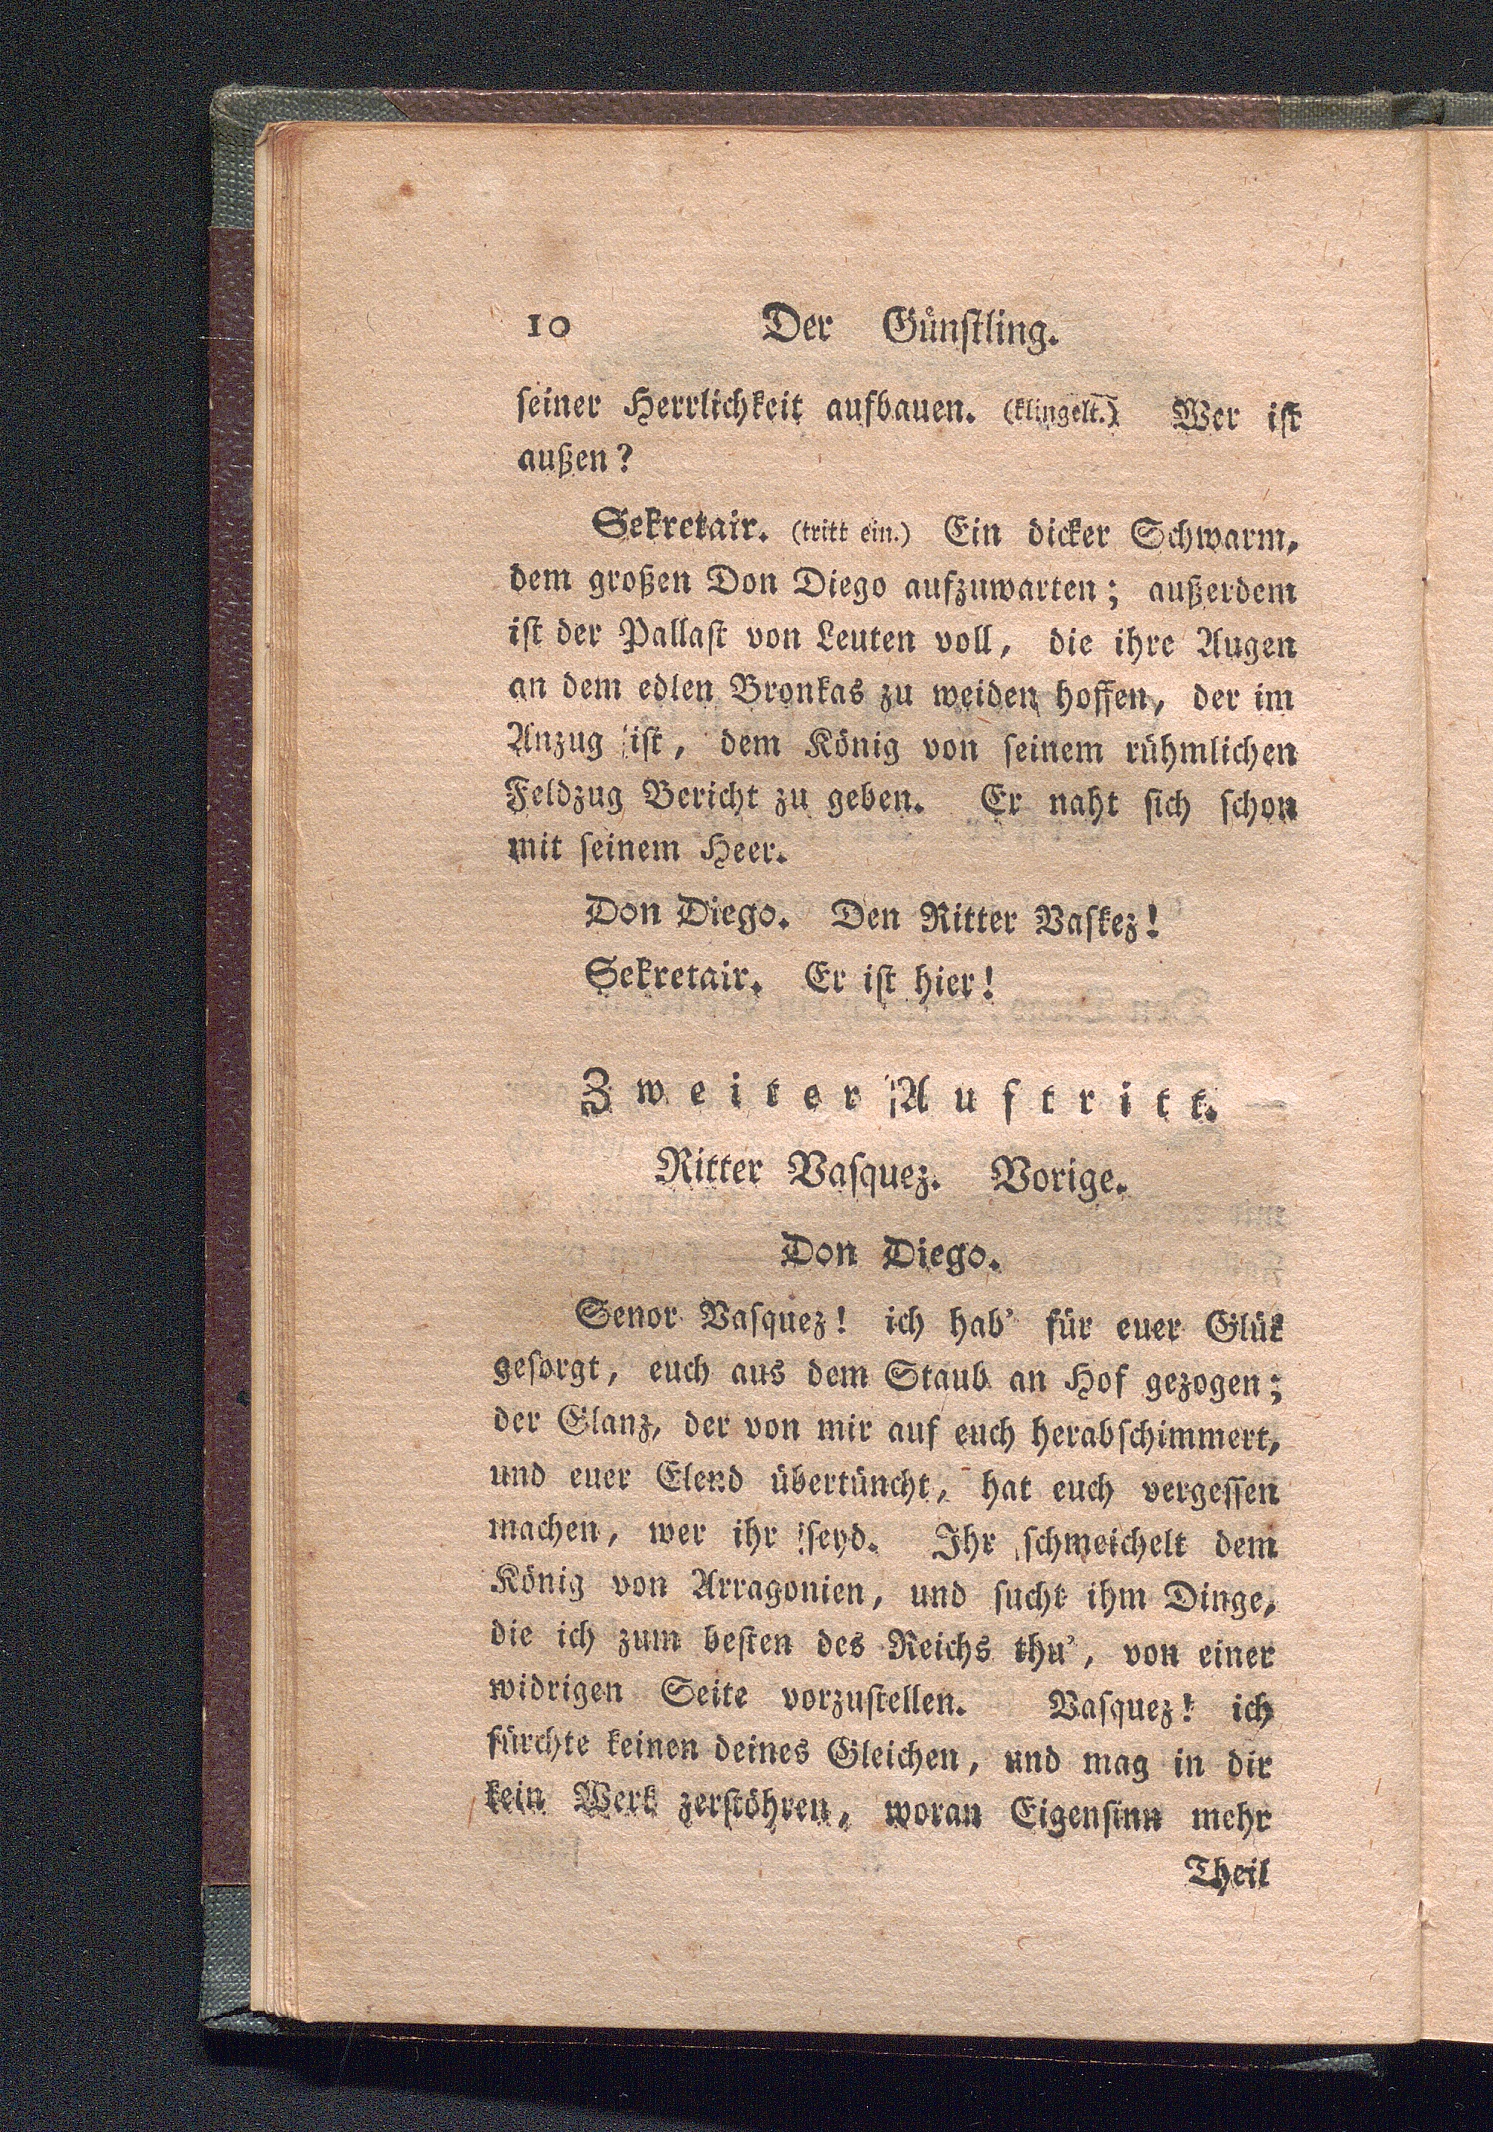 10 Der Günstling.
seiner Herrlichkeit aufbauen. (klingelt.) Wer ist
außen?
Sekretair. (tritt ein.) Ein dicker Schwarm,
dem großen Don Diego aufzuwarten; außerdem
ist der Pallast von Leuten voll, die ihre Augen
an dem edlen Bronkas zu weiden hoffen, der im
Anzug ist, dem König von seinem rühmlichen
Feldzug Bericht zu geben. Er naht sich schon
mit seinem Heer.
Don Diego. Den Ritter Vaskez!
Sekretair. Er ist hier!
Zweiter Auftritt.
Ritter Vasquez. Vorige.
Don Diego.
Senor Vasquez! ich hab' für euer Glük
gesorgt, euch aus dem Staub an Hof gezogen;
der Glanz, der von mir auf euch herabschimmert,
und euer Elend übertüncht, hat euch vergessen
machen, wer ihr seyd. Ihr schmeichelt dem
König von Arragonien, und sucht ihm Dinge,
die ich zum besten des Reichs thu', von einer
widrigen Seite vorzustellen. Vasquez! ich
fürchte keinen deines Gleichen, und mag in dir
kein Werk zerstöhren, woran Eigensinn mehr
Theil